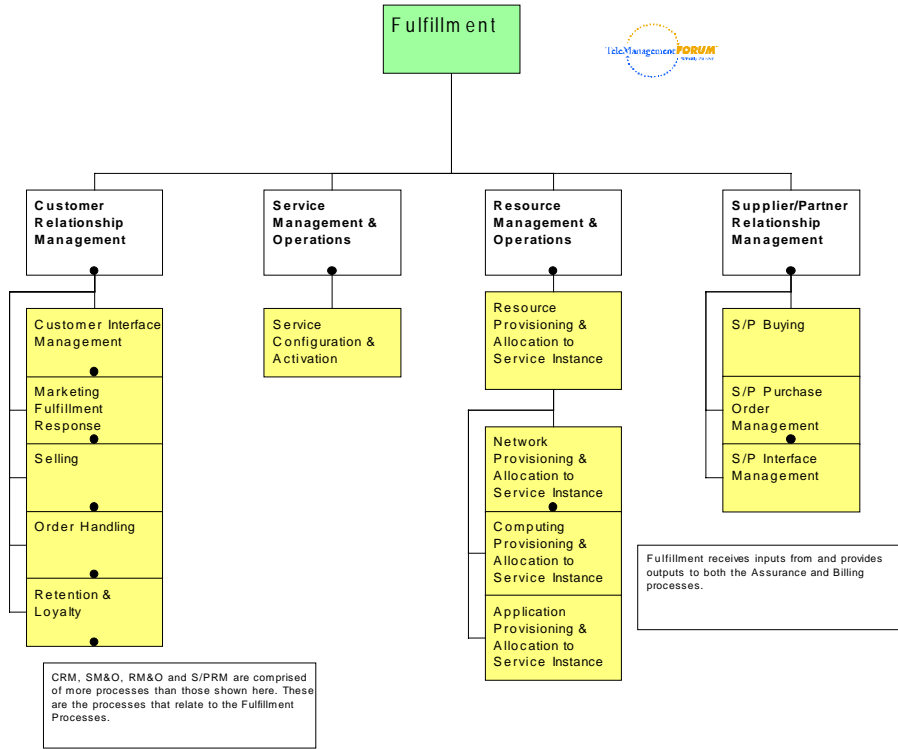 Fulfillment
TeleManagement FORUM
Customer
Relationship
Management
Service
Management &
Operations
Resource
Management &
Operations
Supplier/Partner
Relationship
Management
Customer Interface
Management
Marketing
Fulfillment
Response
Selling
Order Handling
Retention &
Loyalty
Service
Configuration &
Activation
Resource
Provisioning &
Allocation to
Service Instance
Network
Provisioning &
Allocation to
Service Instance
Computing
Provisioning &
Allocation to
Service Instance
Application
Provisioning &
Allocation to
Service Instance
S/P Buying
S/P Purchase
Order
Management
S/P Interface
Management
Fulfillment receives inputs from and provides
outputs to both the Assurance and Billing
processes.
CRM, SM&O, RM&O and S/PRM are comprised
of more processes than those shown here. These
are the processes that relate to the Fulfillment
Processes.